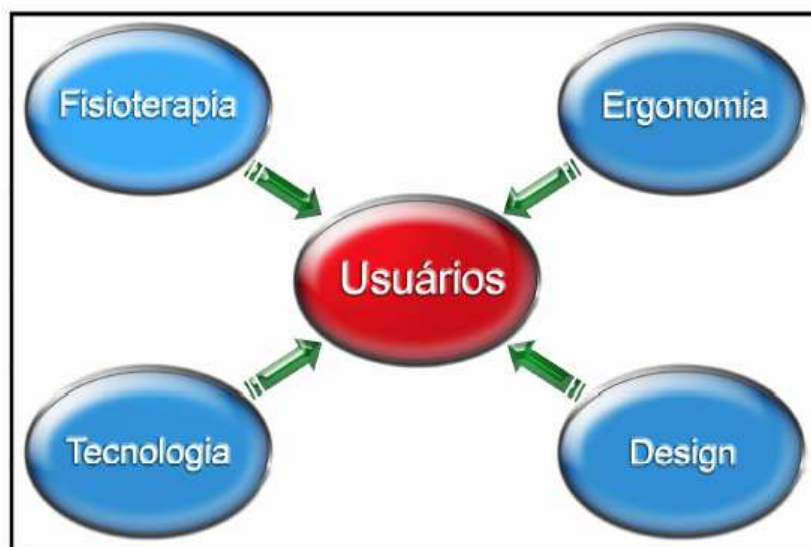 Fisioterapia
Ergonomia
Usuários
Tecnologia
Design